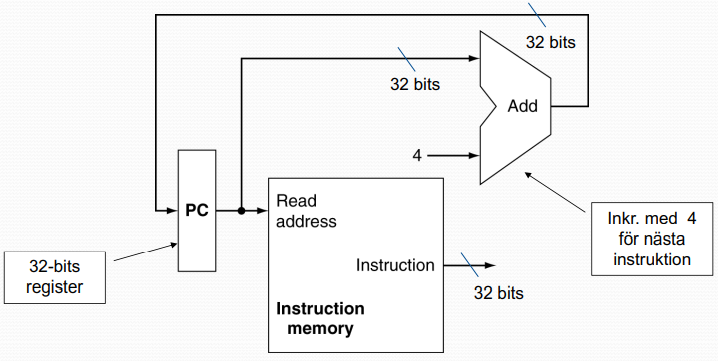 32 bits
32 bits
Add
4
PC
Read
address
Inkr. med 4
för nästa
instruktion
32-bits
register
Instruction
32 bits
Instruction
memory